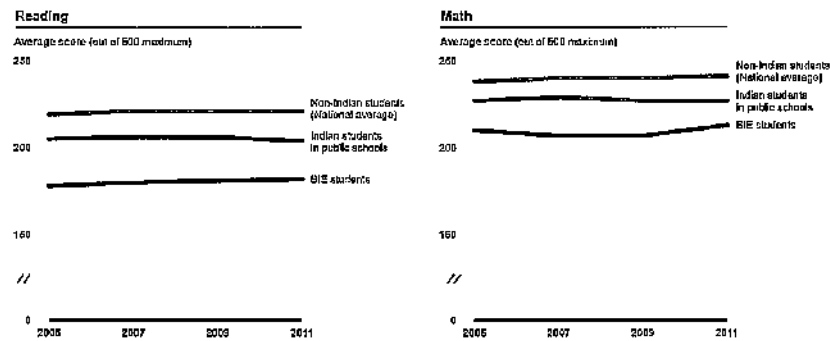 Reading
Average score (out of 500 maximum)
250
200
150
0
2005 2007 2009 2011
Non-Indian students
(National average)
Indian students
in public schools
BIE students
Math
Average score (out of 500 maximum)
250
200
150
0
2005 2007 2009 2011
Non-Indian students
(National average)
Indian students
in public schools
BIE students